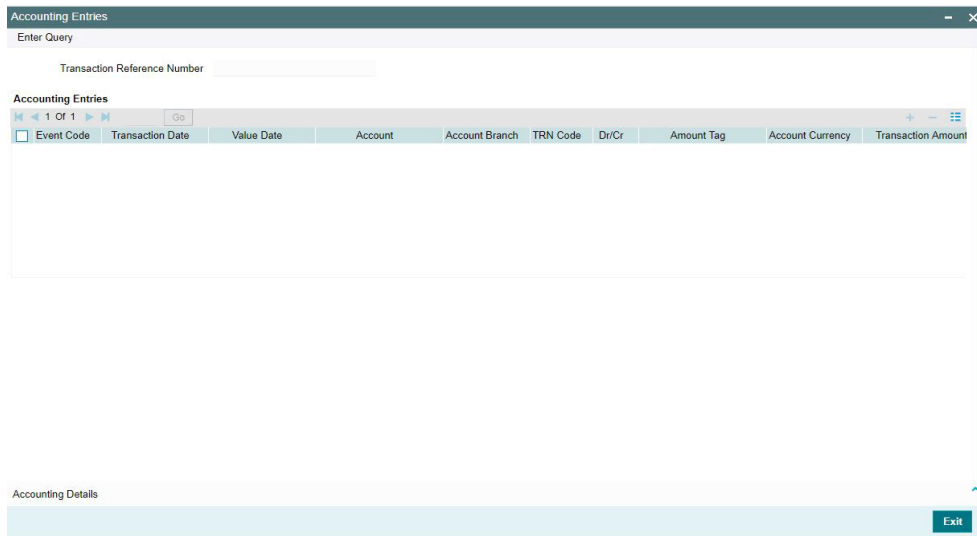 Accounting Entries
Enter Query
Transaction Reference Number
Accounting Entries
1 Of 1 Go
Event Code Transaction Date Value Date Account Account Branch TRN Code Dr/Cr Amount Tag Account Currency Transaction Amount
Accounting Details
Exit